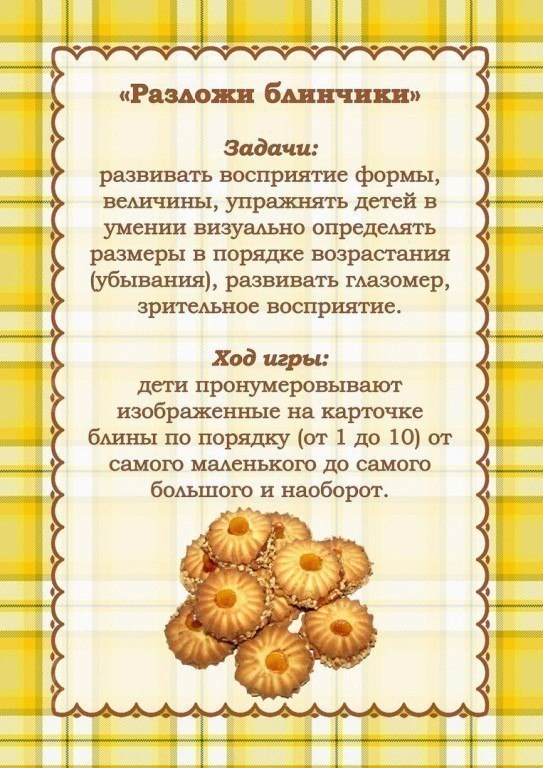 «Разложи блинчики»
Задачи:
развивать восприятие формы,
величины, упражнять детей в
умении визуально определять
размеры в порядке возрастания
(убывания), развивать глазомер,
зрительное восприятие.
Ход игры:
дети пронумеровывают
изображенные на карточке
блины по порядку (от 1 до 10) от
самого маленького до самого
большого и наоборот.